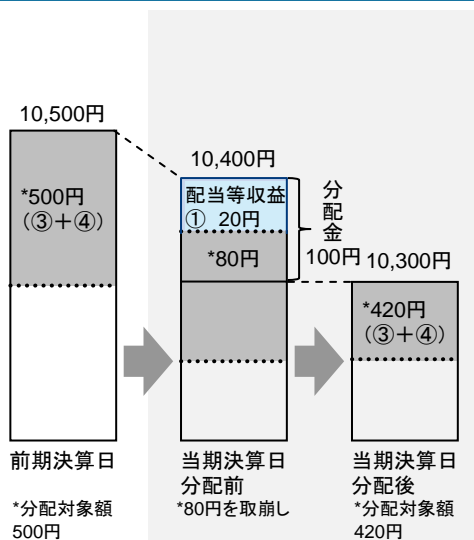 10,500円
*500円
(③+④)
前期決算日
*分配対象額
500円
10,400円
配当等収益
① 20円
*80円
分配金
100円
当期決算日
分配前
*80円を取崩し
10,300円
*420円
(③+④)
当期決算日
分配後
*分配対象額
420円